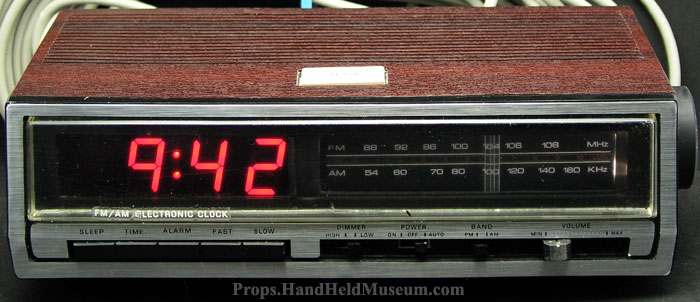 9:42
FM 88 92 96 100 104 106 108 MHz
AM 54 60 70 80 100 120 140 160 KHz
FM/AM ELECTRONIC CLOCK
SLEEP TIME ALARM FAST SLOW
DIMMER POWER BAND VOLUME
HIGH LOW ON OFF AUTO FM AM MIN MAX
Props.HandHeldMuseum.com